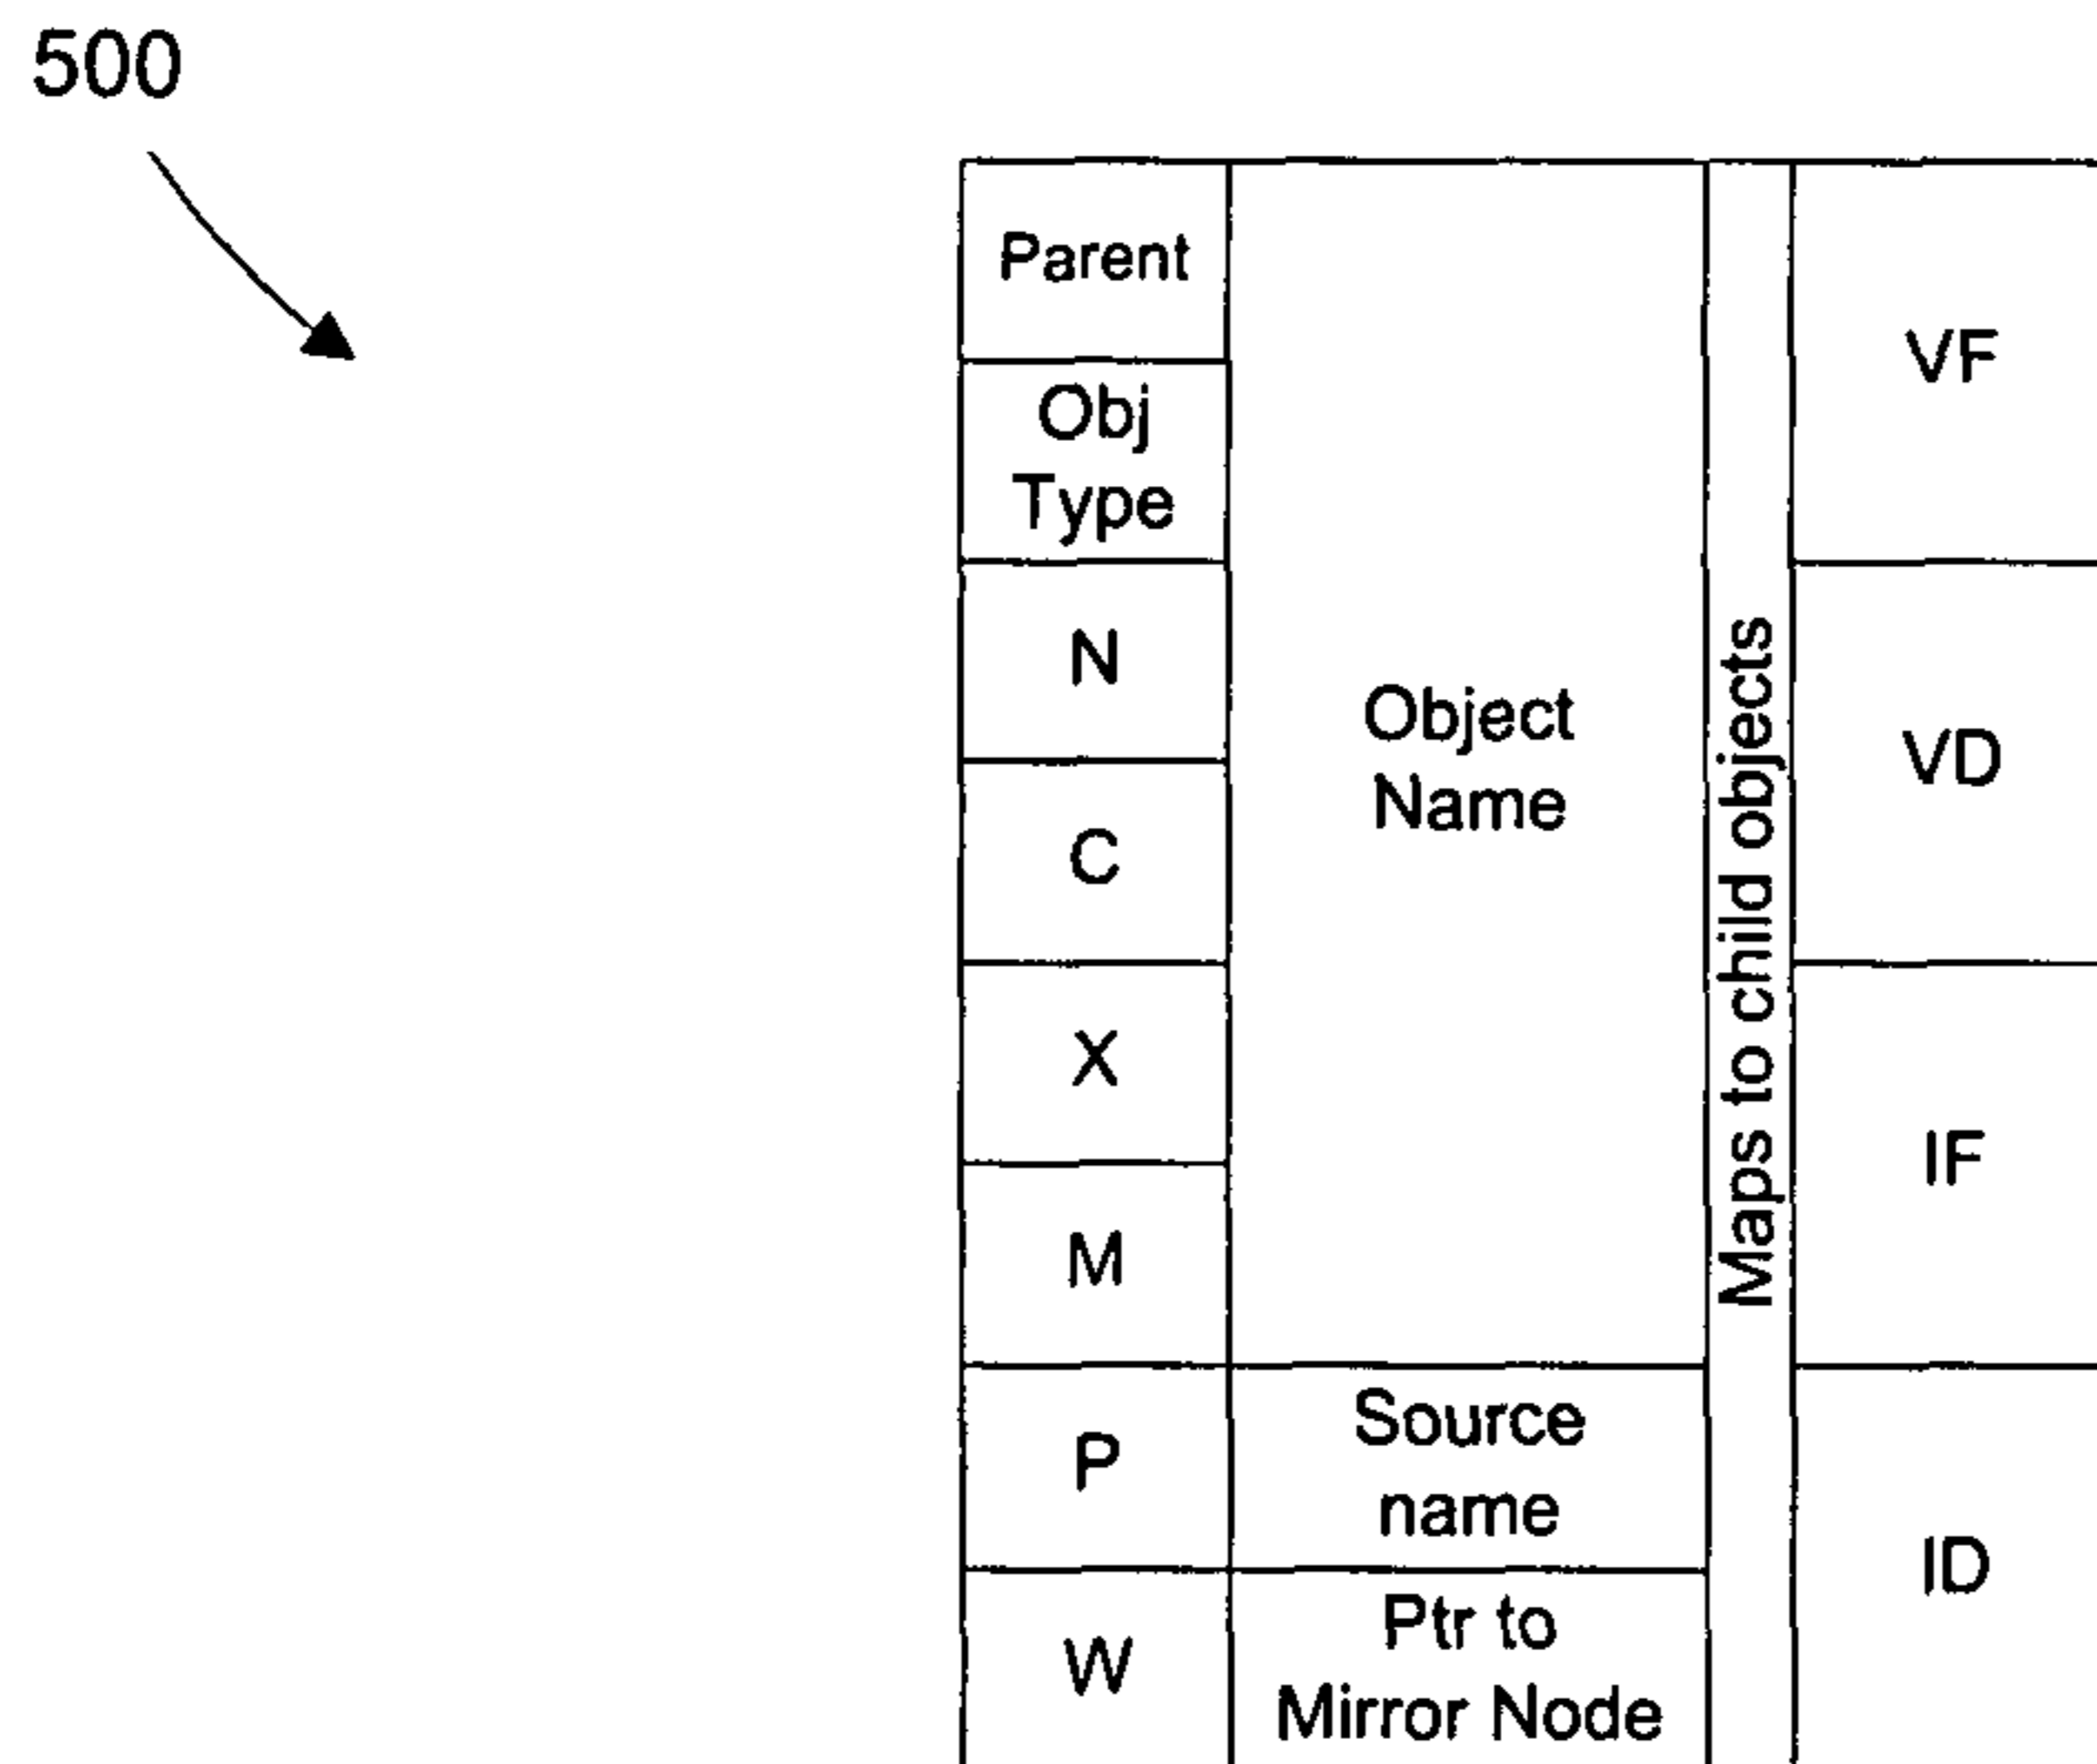 500
Parent
Obj
Type
N
C
X
M
P
W
Object
Name
Source
name
Ptr to
Mirror Node
Maps to child objects
VF
VD
IF
ID